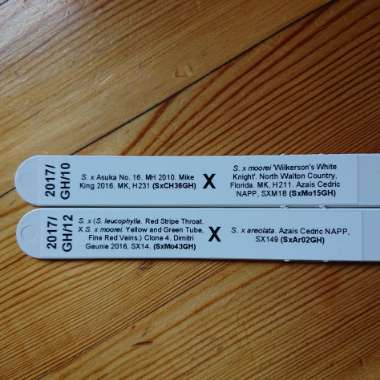 2017/
GH/10
S. x Asuka No. 16. MH 2010. Mike
King 2016. MK, H231 (SxCH36GH)
X
S. x moorei 'Wilkerson's White
Knight'. North Walton Country,
Florida. MK, H211. Azais Cedric
NAPP, SXM18 (SxMo15GH)
2017/
GH/12
S. x (S. leucophylla. Red Stripe Throat.
X S. x moorei. Yellow and Green Tube,
Fine Red Veins.) Clone 4. Dimitri
Gaunie 2016. SX14. (SxMo43GH)
X
S. x areolata. Azais Cedric NAPP,
SX149 (SxAr02GH)